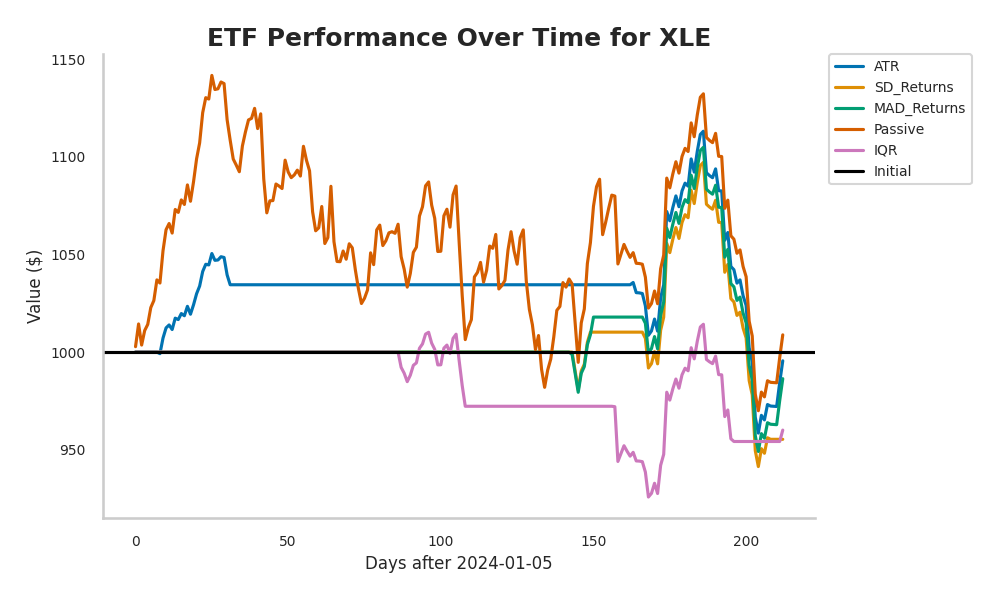 ETF Performance Over Time for XLE
1150
1100
1050
1000
950
Value ($)
0 50 100 150 200
Days after 2024-01-05
ATR
SD_Returns
MAD_Returns
Passive
IQR
Initial